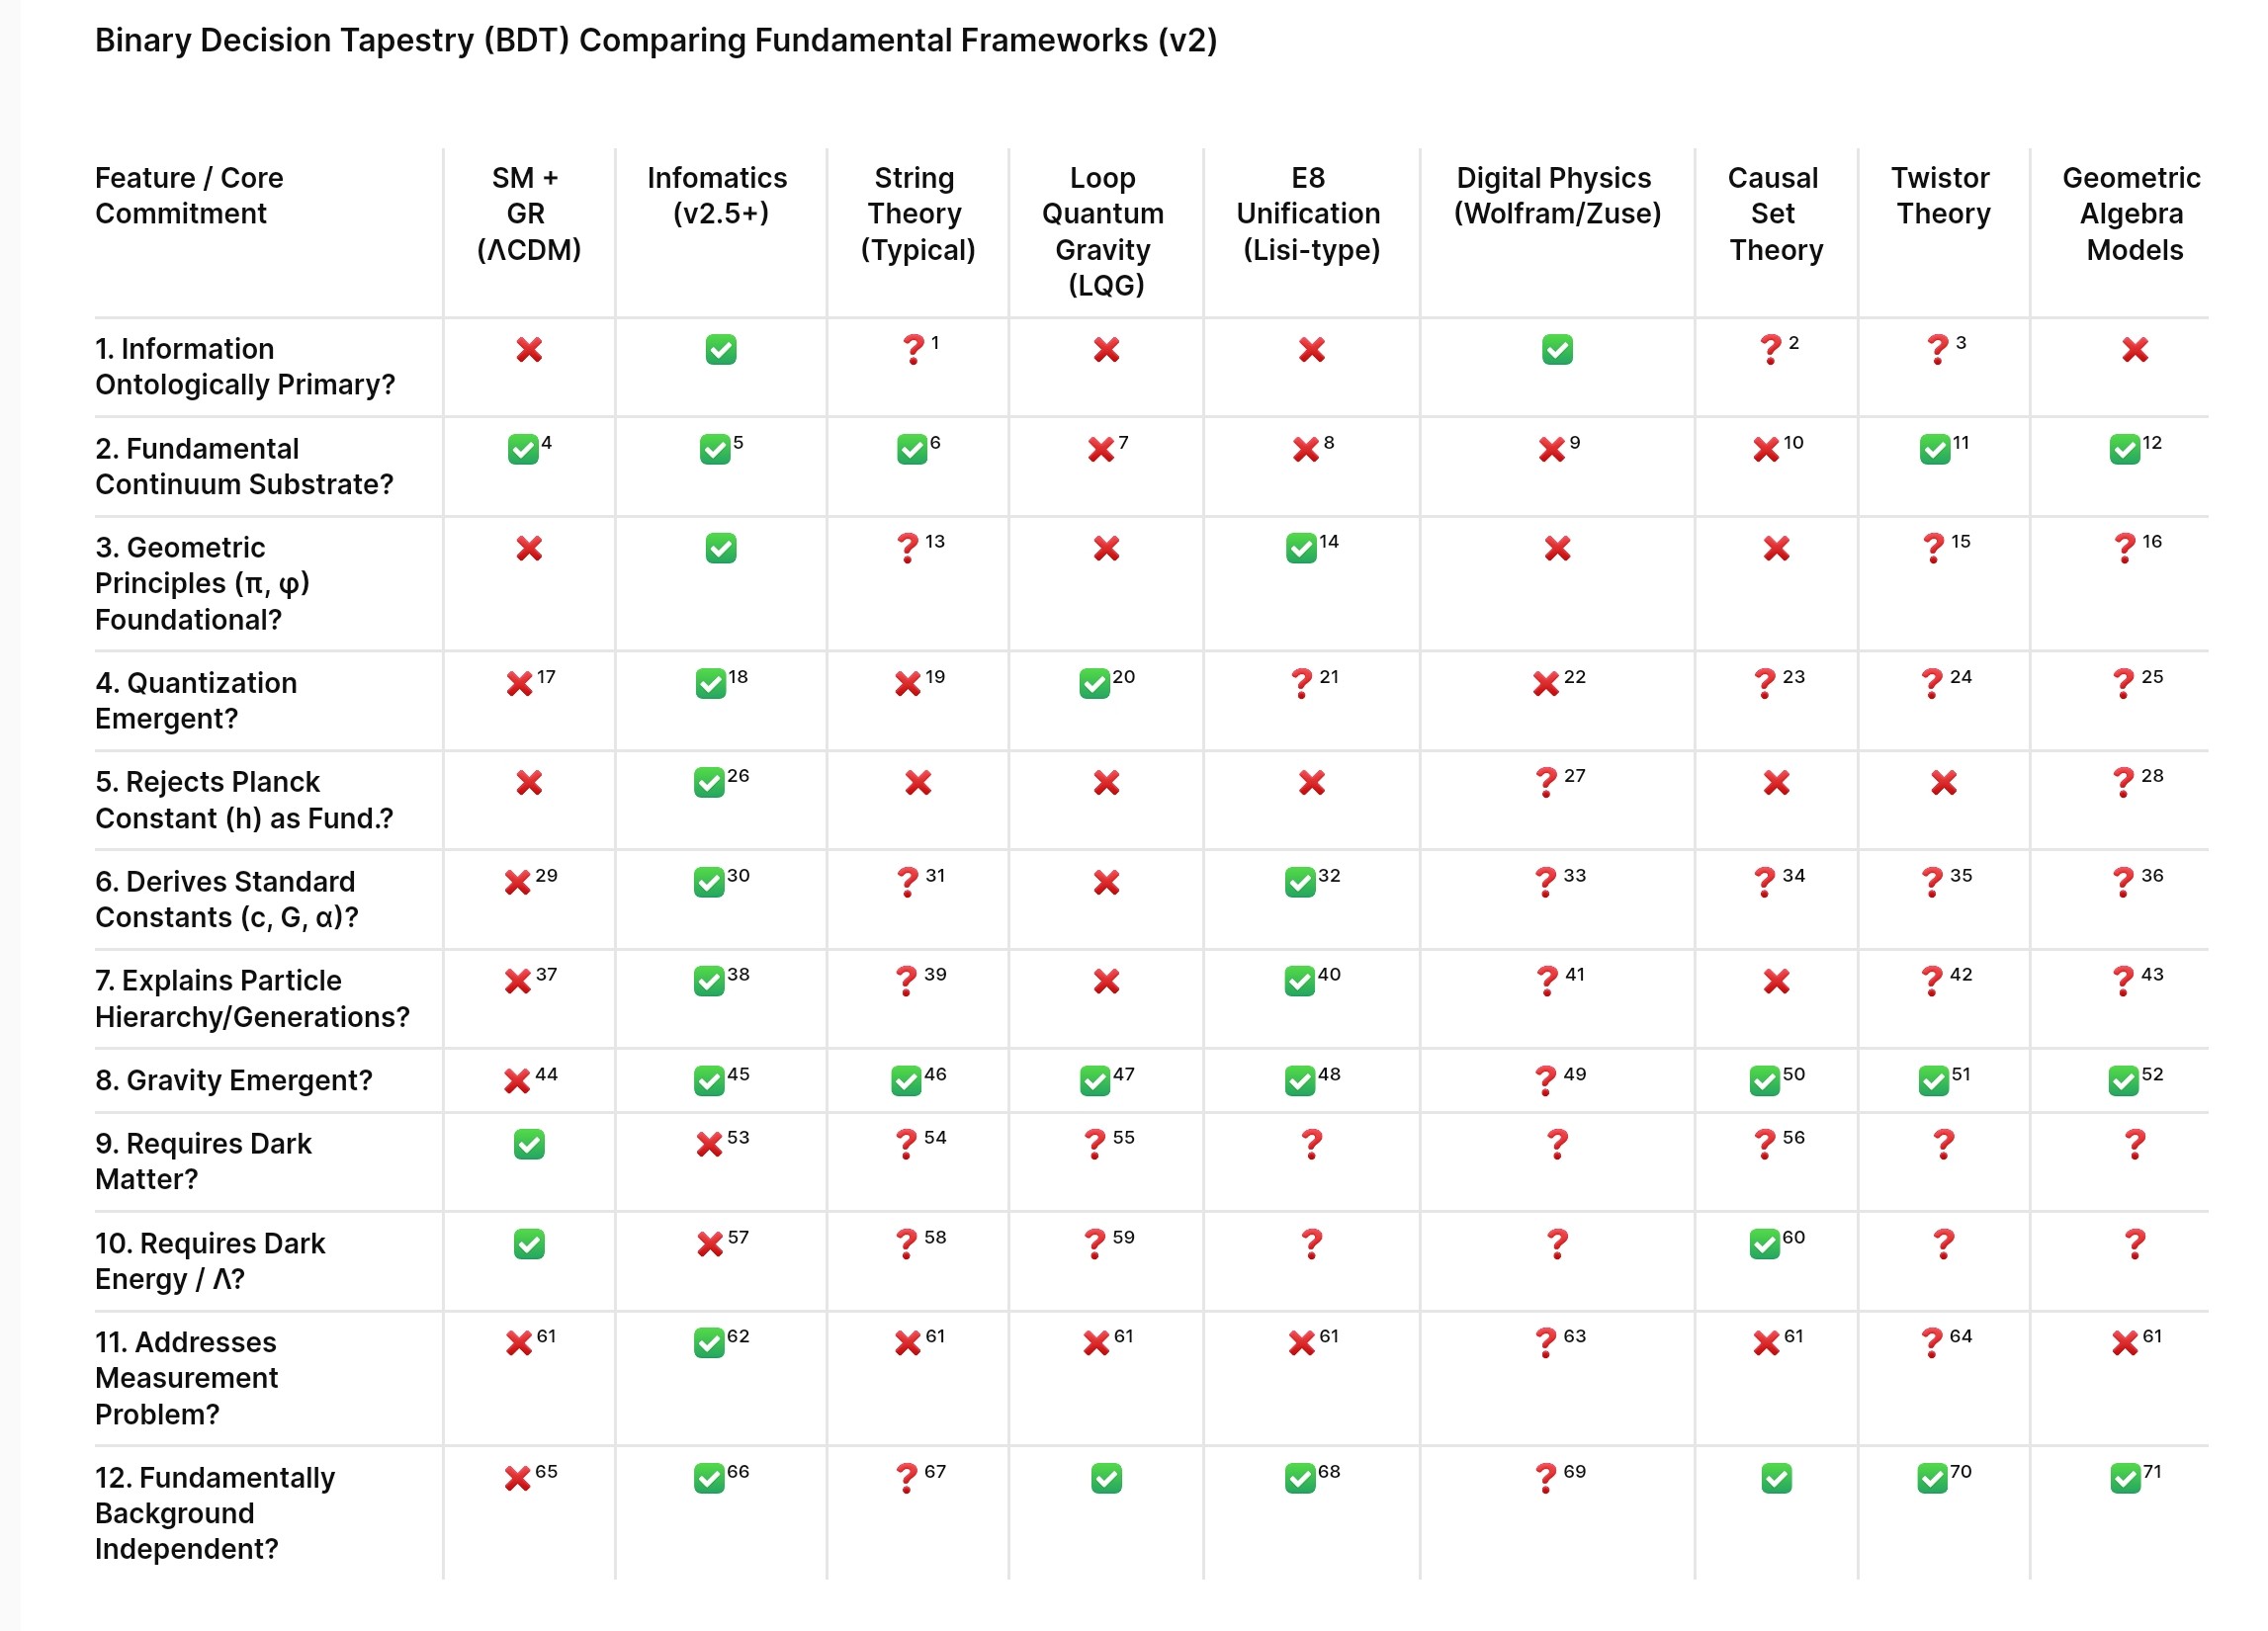 Binary Decision Tapestry (BDT) Comparing Fundamental Frameworks (v2)
Feature / Core Commitment | SM + GR (ΛCDM) | Infomatics (v2.5+) | String Theory (Typical) | Loop Quantum Gravity (LQG) | E8 Unification (Lisi-type) | Digital Physics (Wolfram/Zuse) | Causal Set Theory | Twistor Theory | Geometric Algebra Models
1. Information Ontologically Primary? | ❌ | ✅ | ❓ 1 | ❌ | ❌ | ✅ | ❓ 2 | ❓ 3 | ❌
2. Fundamental Continuum Substrate? | ✅ 4 | ✅ 5 | ✅ 6 | ❌ 7 | ❌ 8 | ❌ 9 | ❌ 10 | ✅ 11 | ✅ 12
3. Geometric Principles (π, φ) Foundational? | ❌ | ✅ | ❓ 13 | ❌ | ✅ 14 | ❌ | ❌ | ❓ 15 | ❓ 16
4. Quantization Emergent? | ❌ 17 | ✅ 18 | ❌ 19 | ✅ 20 | ❓ 21 | ❌ 22 | ❓ 23 | ❓ 24 | ❓ 25
5. Rejects Planck Constant (h) as Fund.? | ❌ | ✅ 26 | ❌ | ❌ | ❌ | ❓ 27 | ❌ | ❌ | ❓ 28
6. Derives Standard Constants (c, G, α)? | ❌ 29 | ✅ 30 | ❓ 31 | ❌ | ✅ 32 | ❓ 33 | ❓ 34 | ❓ 35 | ❓ 36
7. Explains Particle Hierarchy/Generations? | ❌ 37 | ✅ 38 | ❓ 39 | ❌ | ✅ 40 | ❓ 41 | ❌ | ❓ 42 | ❓ 43
8. Gravity Emergent? | ❌ 44 | ✅ 45 | ✅ 46 | ✅ 47 | ✅ 48 | ❓ 49 | ✅ 50 | ✅ 51 | ✅ 52
9. Requires Dark Matter? | ✅ | ❌ 53 | ❓ 54 | ❓ 55 | ❓ | ❓ | ❓ 56 | ❓ | ❓
10. Requires Dark Energy / Λ? | ✅ | ❌ 57 | ❓ 58 | ❓ 59 | ❓ | ❓ | ✅ 60 | ❓ | ❓
11. Addresses Measurement Problem? | ❌ 61 | ✅ 62 | ❌ 61 | ❌ 61 | ❌ 61 | ❓ 63 | ❌ 61 | ❓ 64 | ❌ 61
12. Fundamentally Background Independent? | ❌ 65 | ✅ 66 | ❓ 67 | ✅ | ✅ 68 | ❓ 69 | ✅ | ✅ 70 | ✅ 71